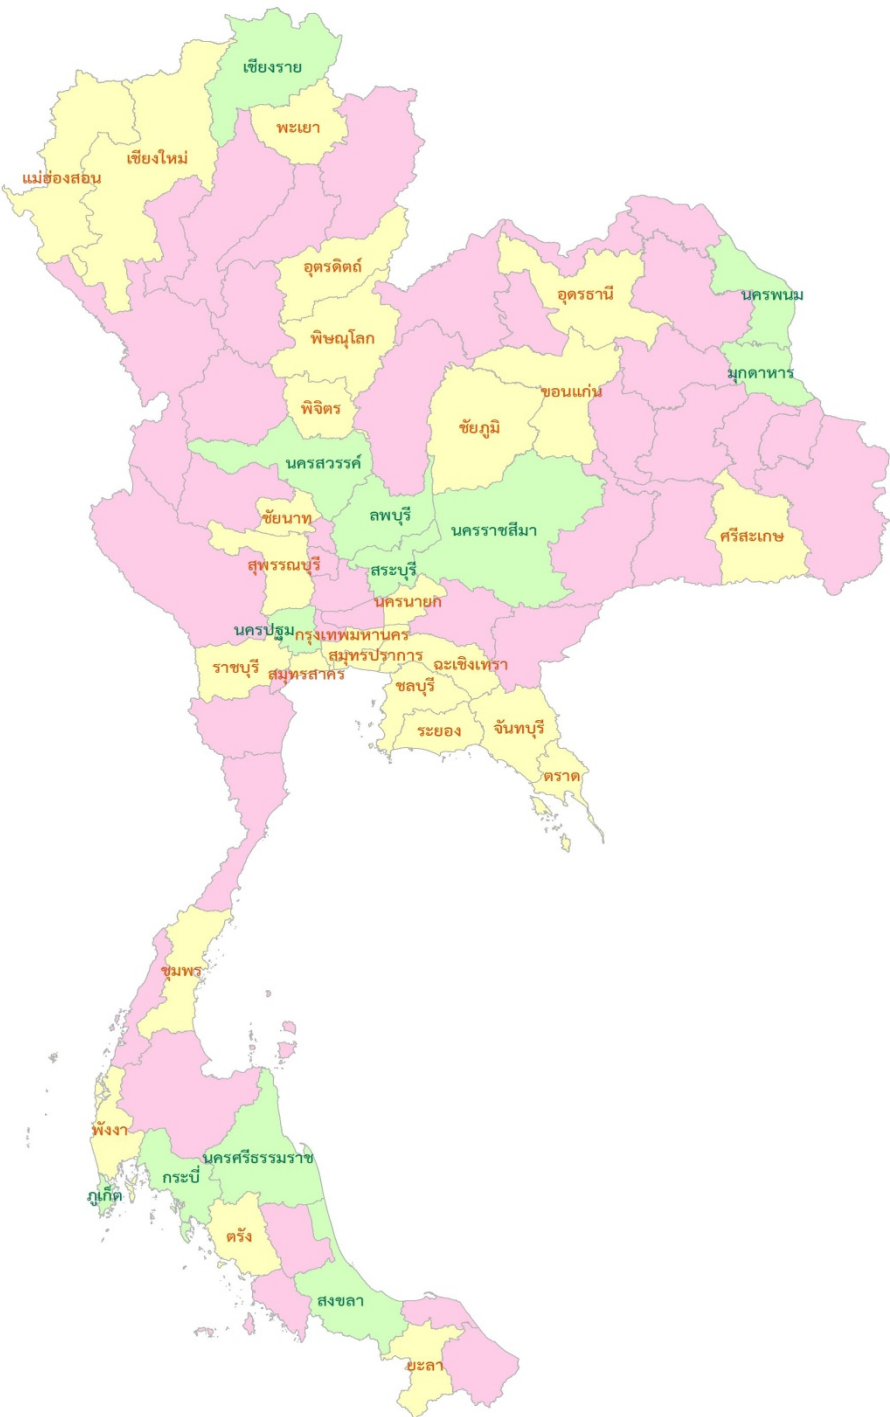 เชียงราย
พะเยา
เชียงใหม่
แม่ฮ่องสอน
อุตรดิตถ์
อุดรธานี
นครพนม
พิษณุโลก
มุกดาหาร
ขอนแก่น
พิจิตร
ชัยภูมิ
นครสวรรค์
ลพบุรี
ชัยนาท
นครราชสีมา
ศรีสะเกษ
สุพรรณบุรี
สระบุรี
นครนายก
นครปฐม
กรุงเทพมหานคร
สมุทรปราการ
ราชบุรี
ฉะเชิงเทรา
สมุทรสาคร
ชลบุรี
ระยอง
จันทบุรี
ตราด
ชุมพร
พังงา
นครศรีธรรมราช
กระบี่
ภูเก็ต
ตรัง
สงขลา
ยะลา